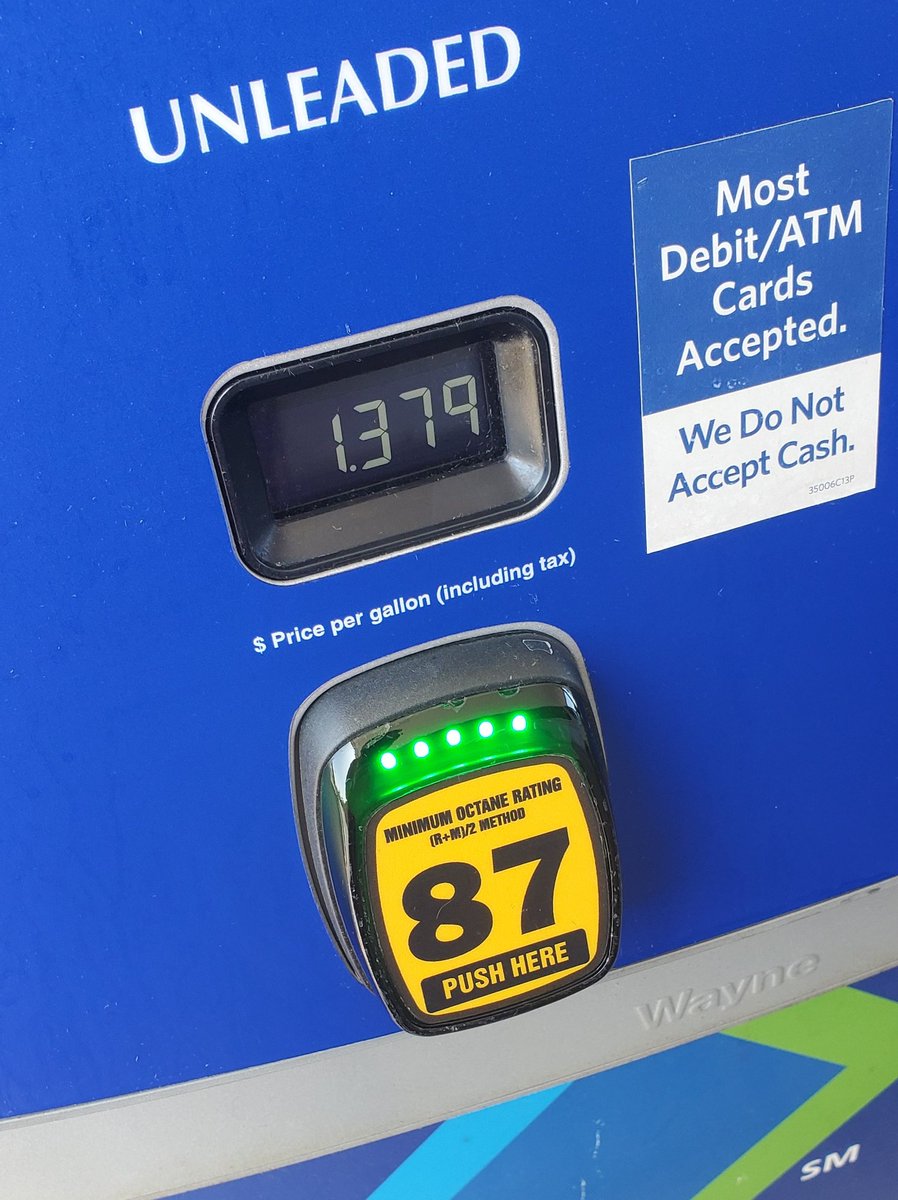 UNLEADED
Most
Debit/ATM
Cards
Accepted.
We Do Not
Accept Cash.
35006C13P
1.379
$ Price per gallon (including tax)
MINIMUM OCTANE RATING
(R+M)/2 METHOD
87
PUSH HERE
Wayne
SM